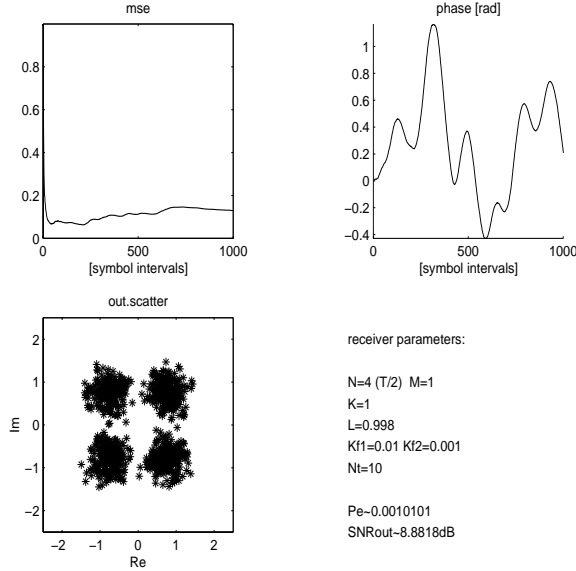 mse
1
0.8
0.6
0.4
0.2
0
0 500 1000
[symbol intervals]
phase [rad]
1
0.8
0.6
0.4
0.2
0
−0.2
−0.4
0 500 1000
[symbol intervals]
out.scatter
2
1
0
−1
−2
Im
−2 −1 0 1 2
Re
receiver parameters:
N=4 (T/2) M=1
K=1
L=0.998
Kf1=0.01 Kf2=0.001
Nt=10
Pe~0.0010101
SNRout~8.8818dB